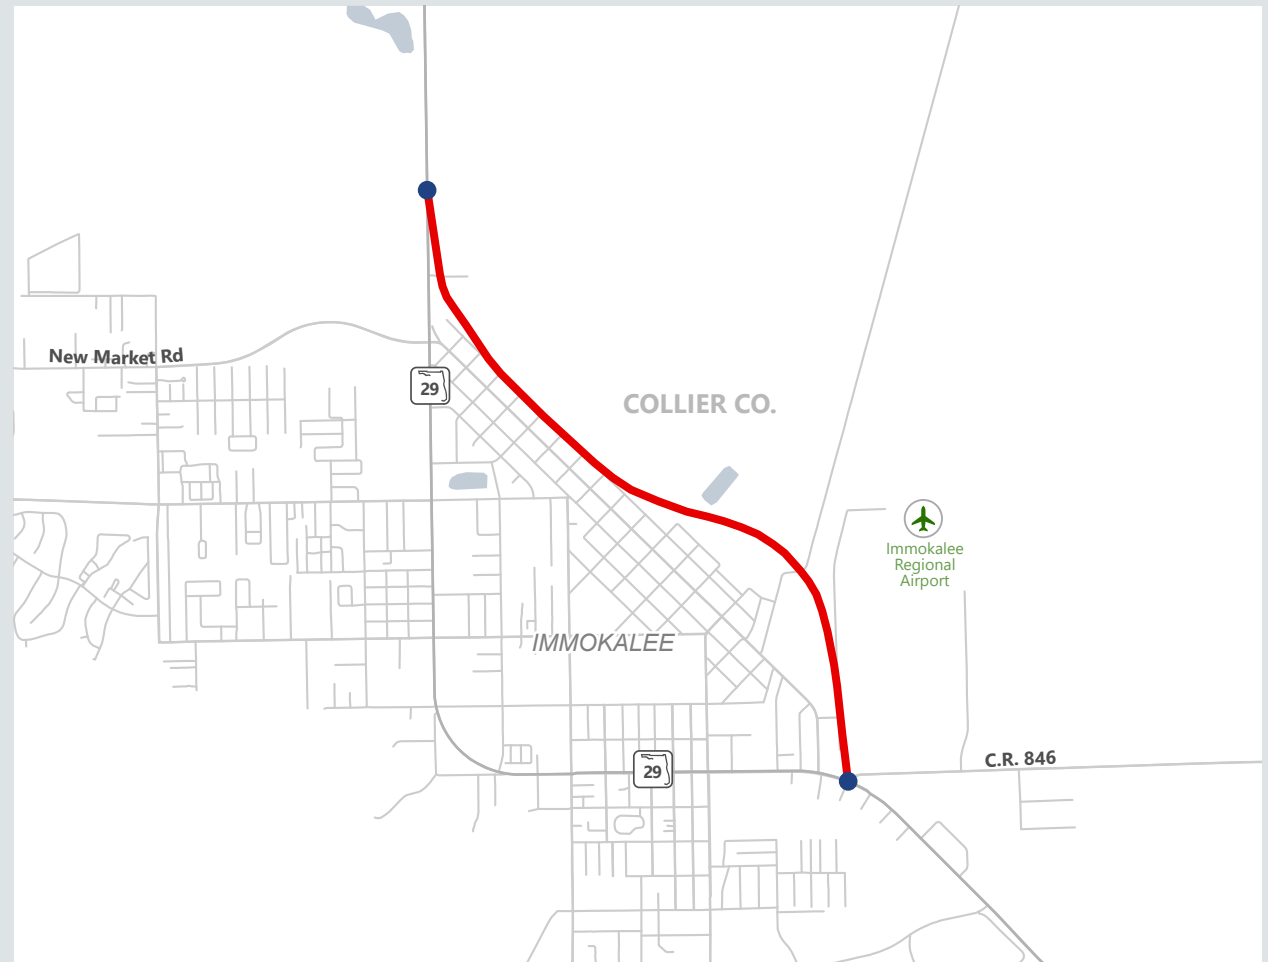 New Market Rd
29
COLLIER CO.
Immokalee
Regional
Airport
IMMOKALEE
29
C.R. 846